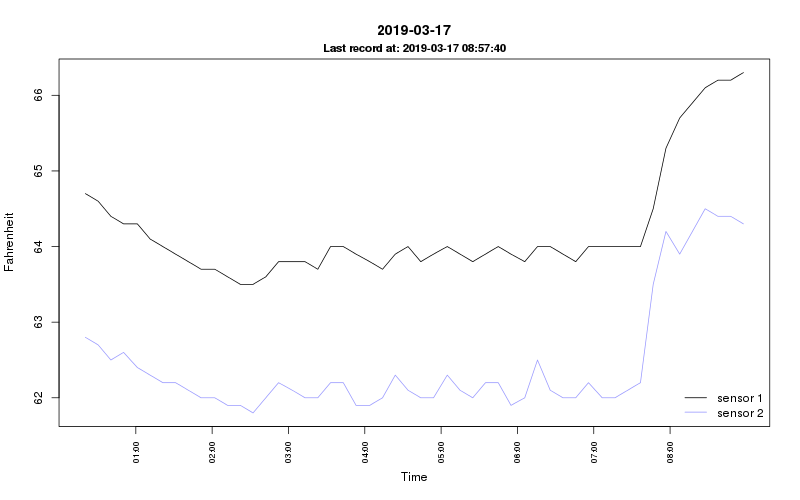 2019-03-17
Last record at: 2019-03-17 08:57:40
Fahrenheit
66
65
64
63
62
sensor 1
sensor 2
01:00 02:00 03:00 04:00 05:00 06:00 07:00 08:00
Time